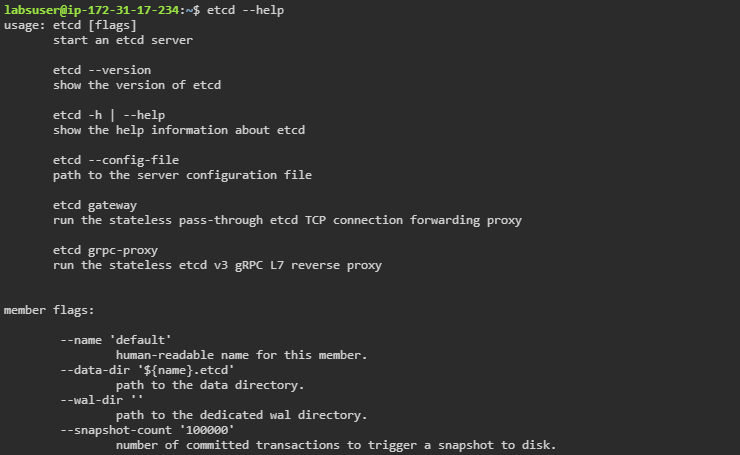 labsuser@ip-172-31-17-234:~$ etcd --help
usage: etcd [flags]
start an etcd server
etcd --version
show the version of etcd
etcd -h | --help
show the help information about etcd
etcd --config-file
path to the server configuration file
etcd gateway
run the stateless pass-through etcd TCP connection forwarding proxy
etcd grpc-proxy
run the stateless etcd v3 gRPC L7 reverse proxy
member flags:
--name 'default'
human-readable name for this member.
--data-dir '${name}.etcd'
path to the data directory.
--wal-dir ''
path to the dedicated wal directory.
--snapshot-count '100000'
number of committed transactions to trigger a snapshot to disk.